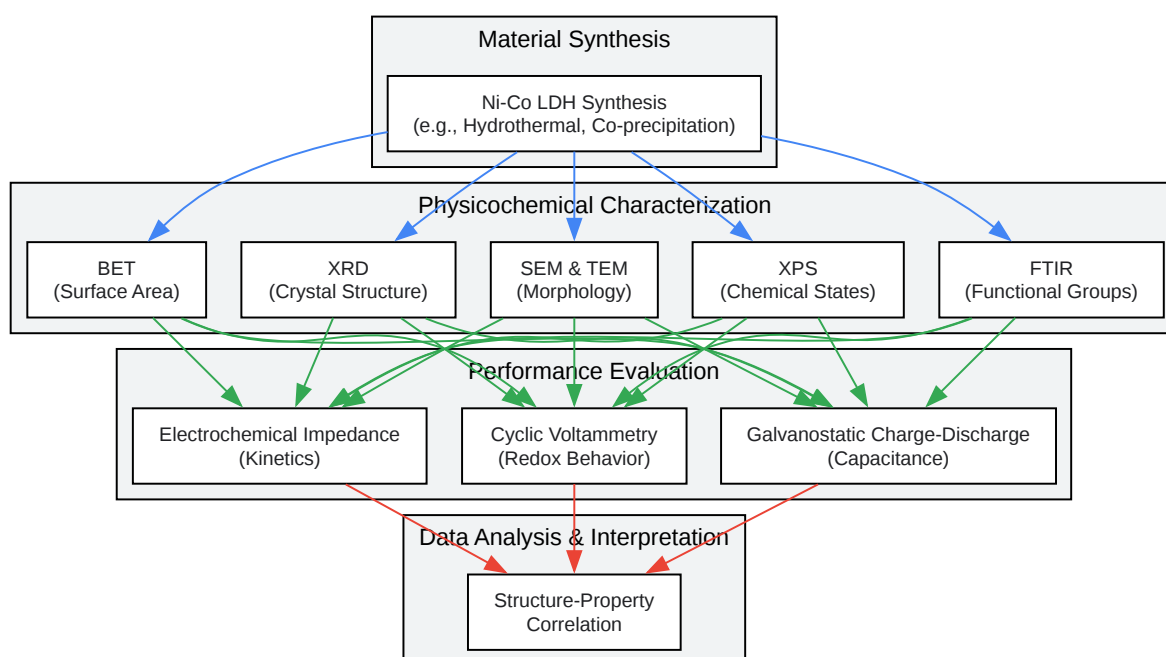 Material Synthesis
Ni-Co LDH Synthesis
(e.g., Hydrothermal, Co-precipitation)
Physicochemical Characterization
BET
(Surface Area)
XRD
(Crystal Structure)
SEM & TEM
(Morphology)
XPS
(Chemical States)
FTIR
(Functional Groups)
Performance Evaluation
Electrochemical Impedance
(Kinetics)
Cyclic Voltammetry
(Redox Behavior)
Galvanostatic Charge-Discharge
(Capacitance)
Data Analysis & Interpretation
Structure-Property
Correlation